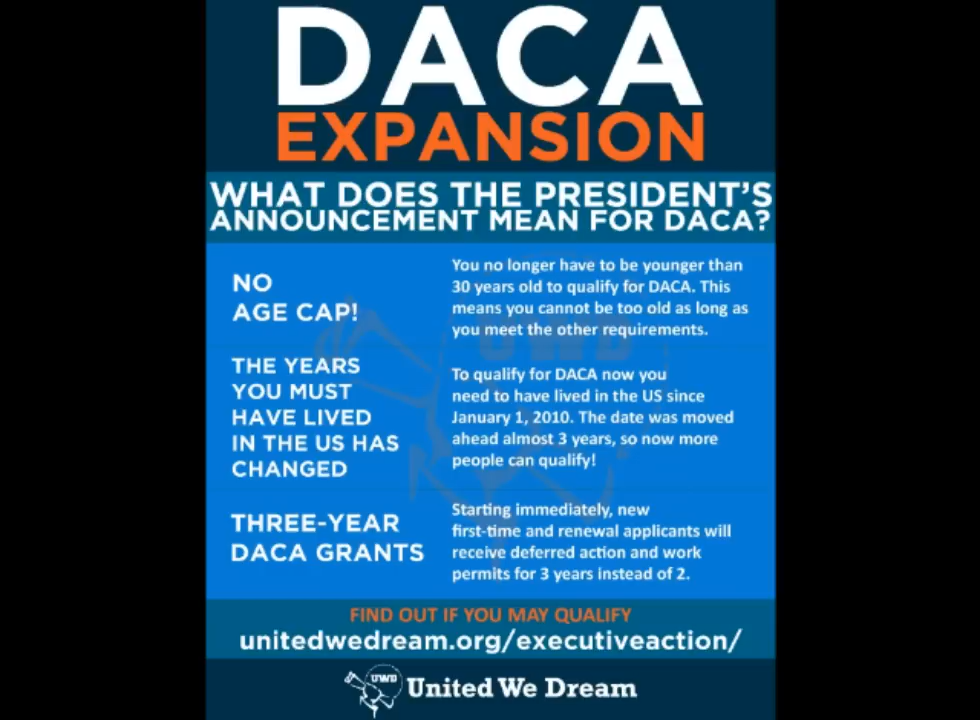 DACA
EXPANSION
WHAT DOES THE PRESIDENT'S
ANNOUNCEMENT MEAN FOR DACA?
NO
AGE CAP!
You no longer have to be younger than
30 years old to qualify for DACA. This
means you cannot be too old as long as
you meet the other requirements.
THE YEARS
YOU MUST
HAVE LIVED
IN THE US HAS
CHANGED
To qualify for DACA now you
need to have lived in the US since
January 1, 2010. The date was moved
ahead almost 3 years, so now more
people can qualify!
THREE-YEAR
DACA GRANTS
Starting immediately, new
first-time and renewal applicants will
receive deferred action and work
permits for 3 years instead of 2.
FIND OUT IF YOU MAY QUALIFY
unitedwedream.org/executiveaction/
UWD
United We Dream
UWD